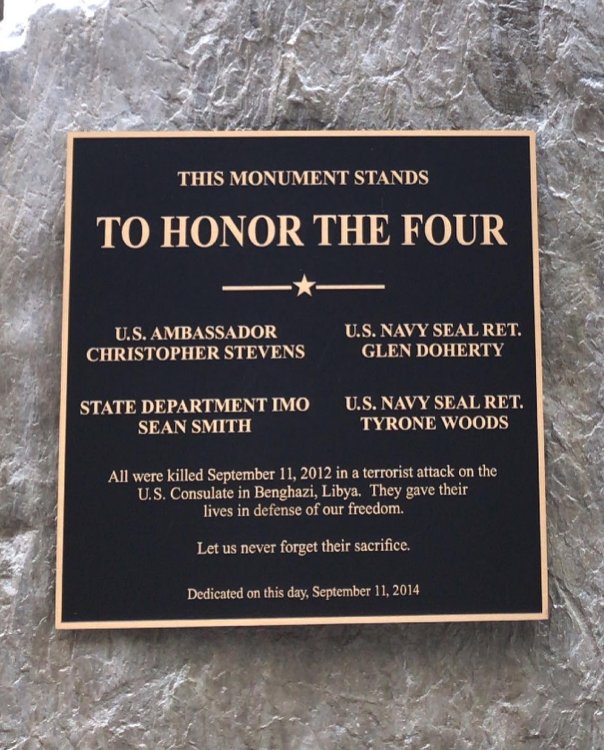 THIS MONUMENT STANDS
TO HONOR THE FOUR
U.S. AMBASSADOR
CHRISTOPHER STEVENS
U.S. NAVY SEAL RET.
GLEN DOHERTY
STATE DEPARTMENT IMO
SEAN SMITH
U.S. NAVY SEAL RET.
TYRONE WOODS
All were killed September 11, 2012 in a terrorist attack on the
U.S. Consulate in Benghazi, Libya. They gave their
lives in defense of our freedom.
Let us never forget their sacrifice.
Dedicated on this day, September 11, 2014